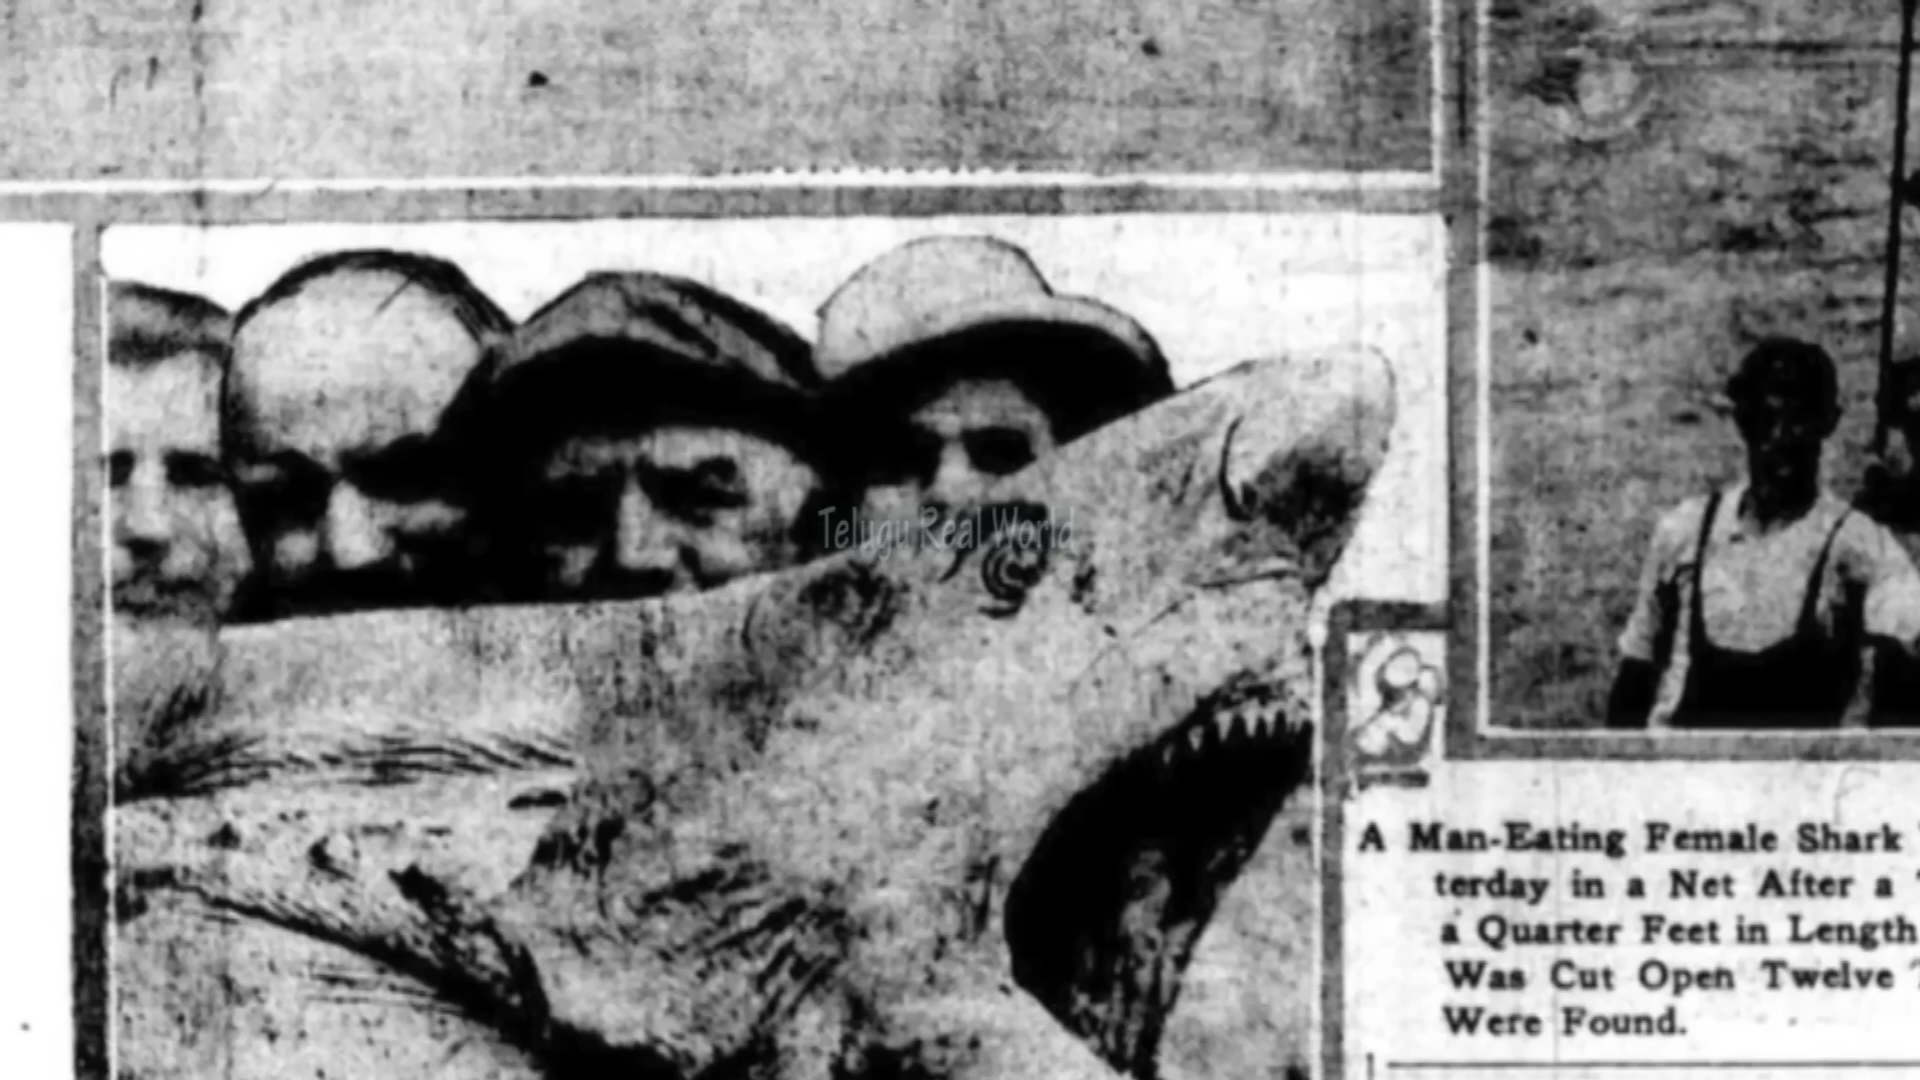 Telugu Real World
A Man-Eating Female Shark
terday in a Net After a
a Quarter Feet in Length
Was Cut Open Twelve
Were Found.